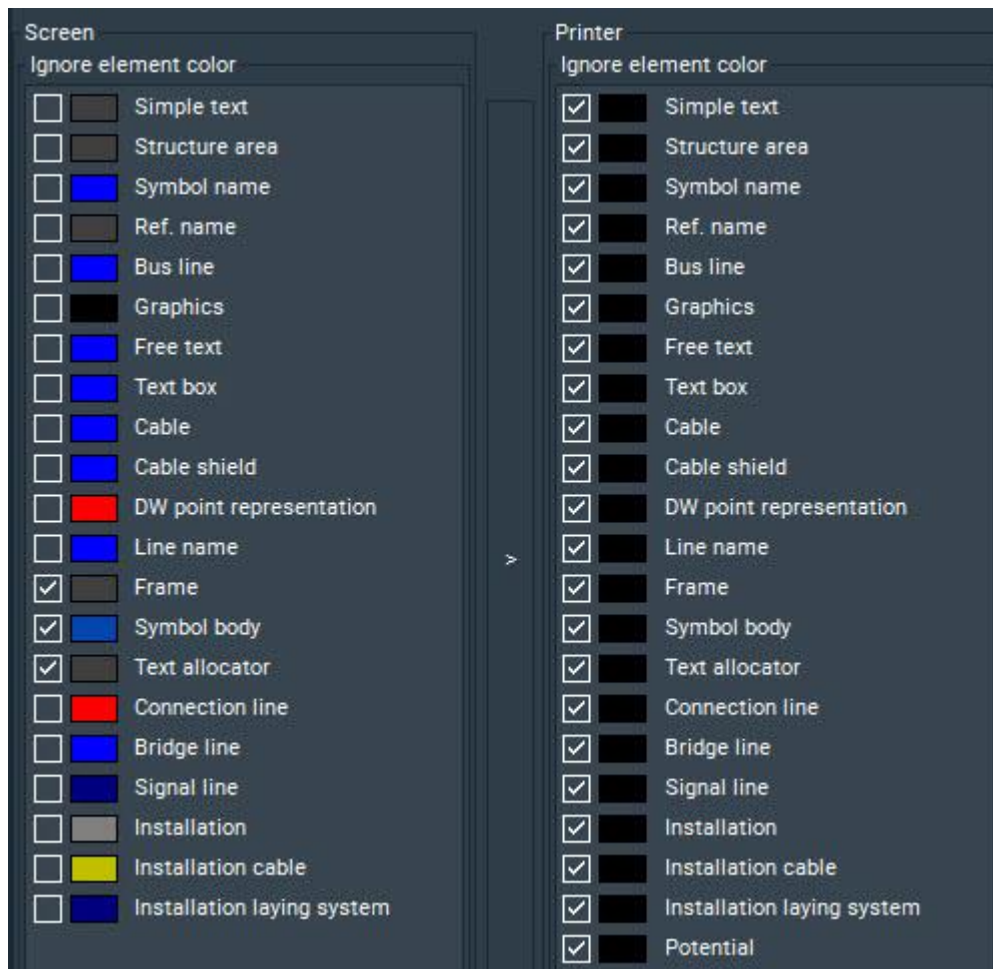 Screen
Ignore element color
Simple text
Structure area
Symbol name
Ref. name
Bus line
Graphics
Free text
Text box
Cable
Cable shield
DW point representation
Line name
Frame
Symbol body
Text allocator
Connection line
Bridge line
Signal line
Installation
Installation cable
Installation laying system
>
Printer
Ignore element color
Simple text
Structure area
Symbol name
Ref. name
Bus line
Graphics
Free text
Text box
Cable
Cable shield
DW point representation
Line name
Frame
Symbol body
Text allocator
Connection line
Bridge line
Signal line
Installation
Installation cable
Installation laying system
Potential